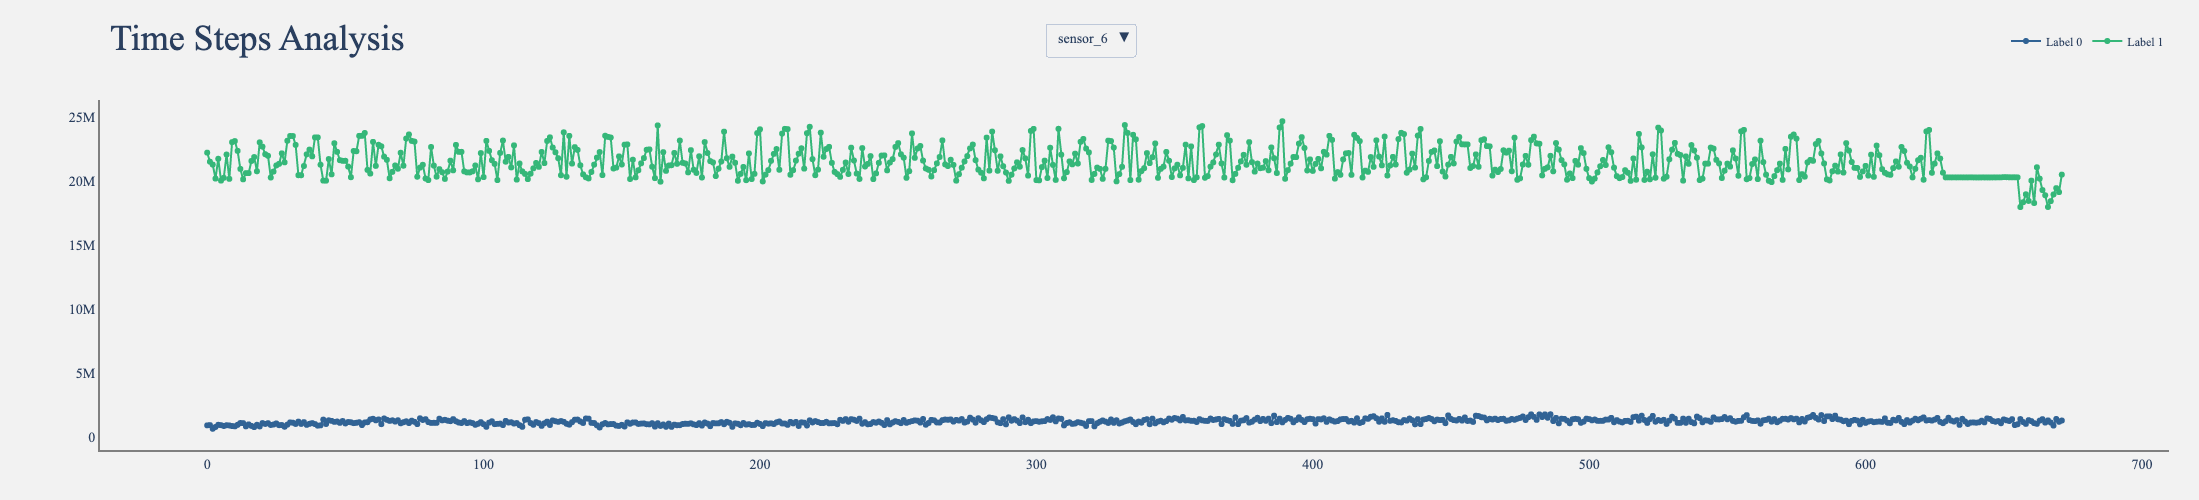 Time Steps Analysis
sensor_6 ▼
Label 0
Label 1
25M
20M
15M
10M
5M
0
0 100 200 300 400 500 600 700